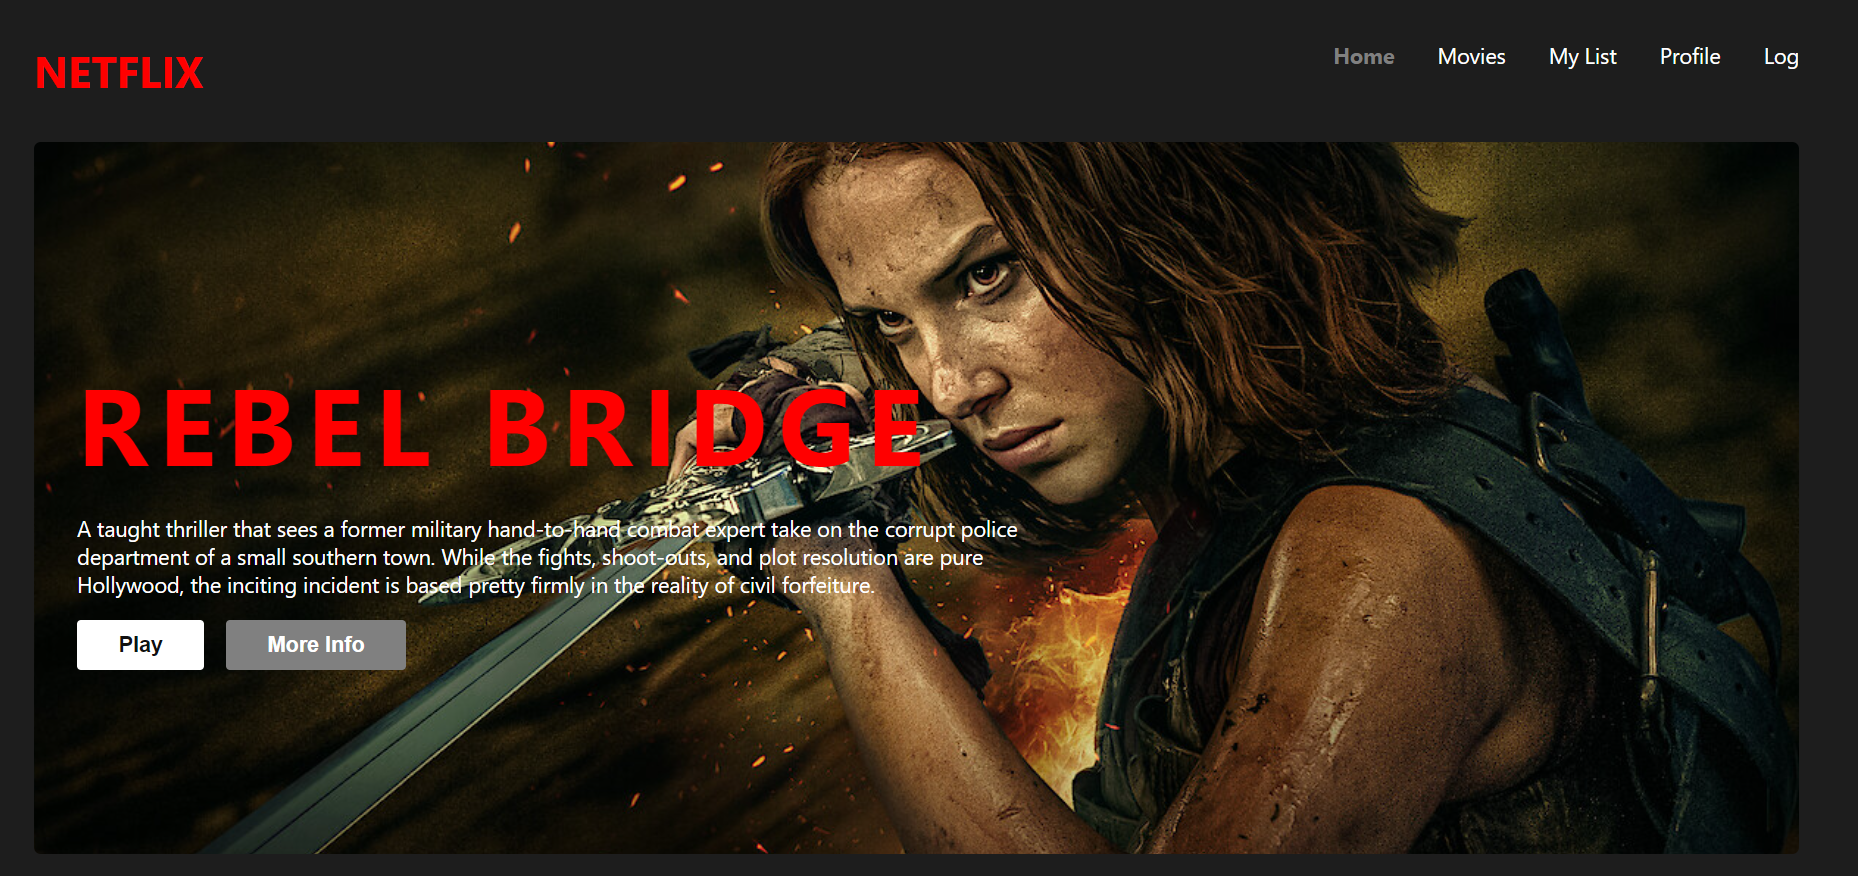 NETFLIX
Home Movies My List Profile Log
REBEL BRIDGE
A taught thriller that sees a former military hand-to-hand combat expert take on the corrupt police
department of a small southern town. While the fights, shoot-outs, and plot resolution are pure
Hollywood, the inciting incident is based pretty firmly in the reality of civil forfeiture.
Play More Info